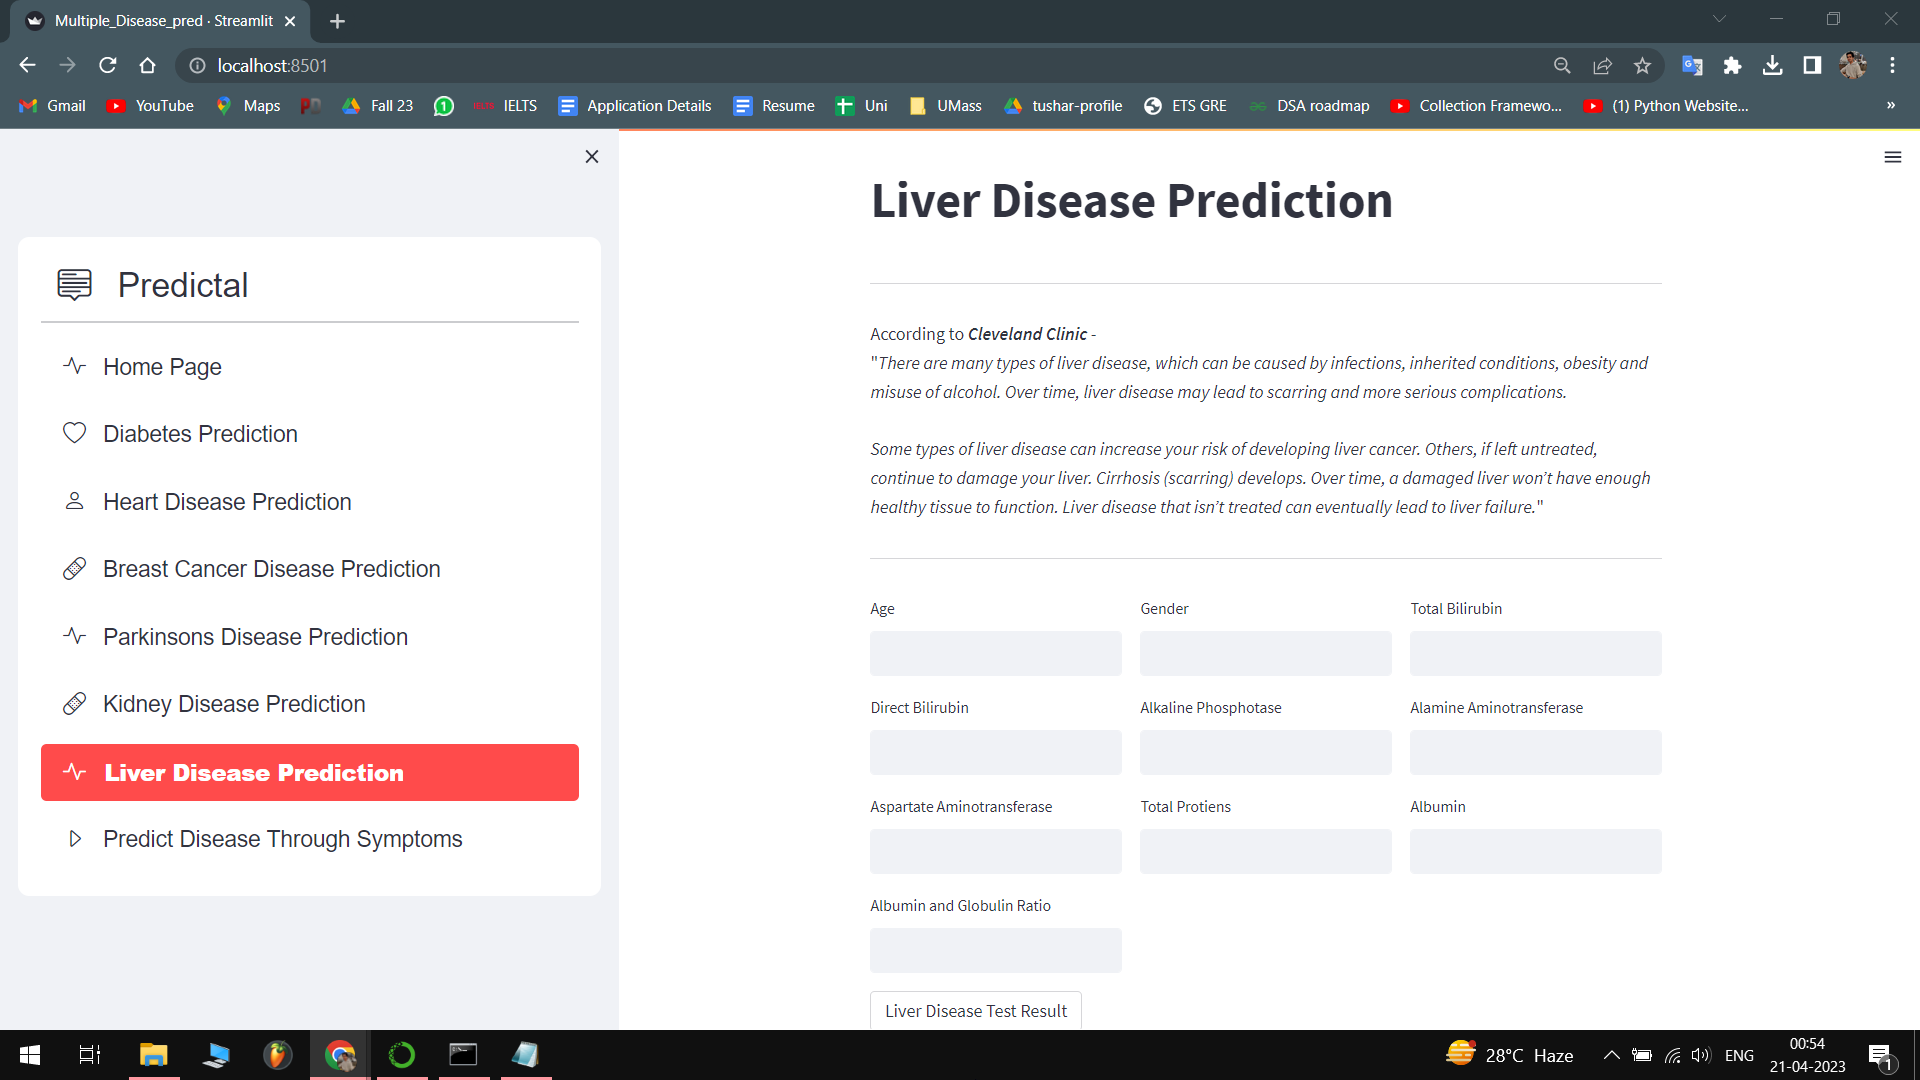 Multiple_Disease_pred · Streamlit
localhost:8501
Gmail YouTube Maps Fall 23 1 IELTS Application Details Resume Uni UMass tushar-profile ETS GRE DSA roadmap Collection Framewo... (1) Python Website... »
Predictal
Home Page
Diabetes Prediction
Heart Disease Prediction
Breast Cancer Disease Prediction
Parkinsons Disease Prediction
Kidney Disease Prediction
Liver Disease Prediction
Predict Disease Through Symptoms
Liver Disease Prediction
According to Cleveland Clinic -
"There are many types of liver disease, which can be caused by infections, inherited conditions, obesity and
misuse of alcohol. Over time, liver disease may lead to scarring and more serious complications.
Some types of liver disease can increase your risk of developing liver cancer. Others, if left untreated,
continue to damage your liver. Cirrhosis (scarring) develops. Over time, a damaged liver won’t have enough
healthy tissue to function. Liver disease that isn’t treated can eventually lead to liver failure."
Age Gender Total Bilirubin
Direct Bilirubin Alkaline Phosphotase Alamine Aminotransferase
Aspartate Aminotransferase Total Protiens Albumin
Albumin and Globulin Ratio
Liver Disease Test Result
28°C Haze ENG 00:54
21-04-2023 1